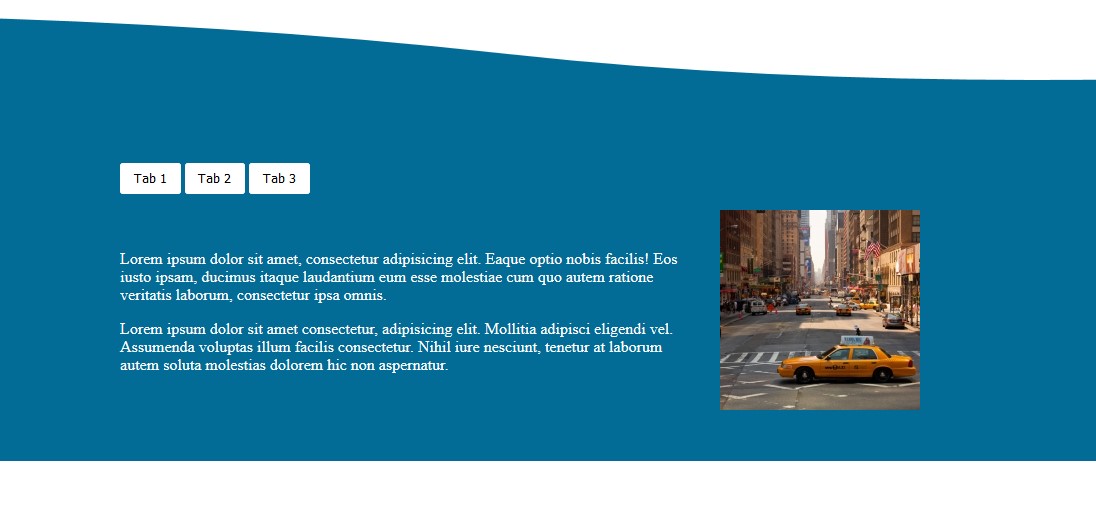 Tab 1
Tab 2
Tab 3
Lorem ipsum dolor sit amet, consectetur adipisicing elit. Eaque optio nobis facilis! Eos
iusto ipsam, ducimus itaque laudantium eum esse molestiae cum quo autem ratione
veritatis laborum, consectetur ipsa omnis.
Lorem ipsum dolor sit amet consectetur, adipisicing elit. Mollitia adipisci eligendi vel.
Assumenda voluptas illum facilis consectetur. Nihil iure nesciunt, tenetur at laborum
autem soluta molestias dolorem hic non aspernatur.